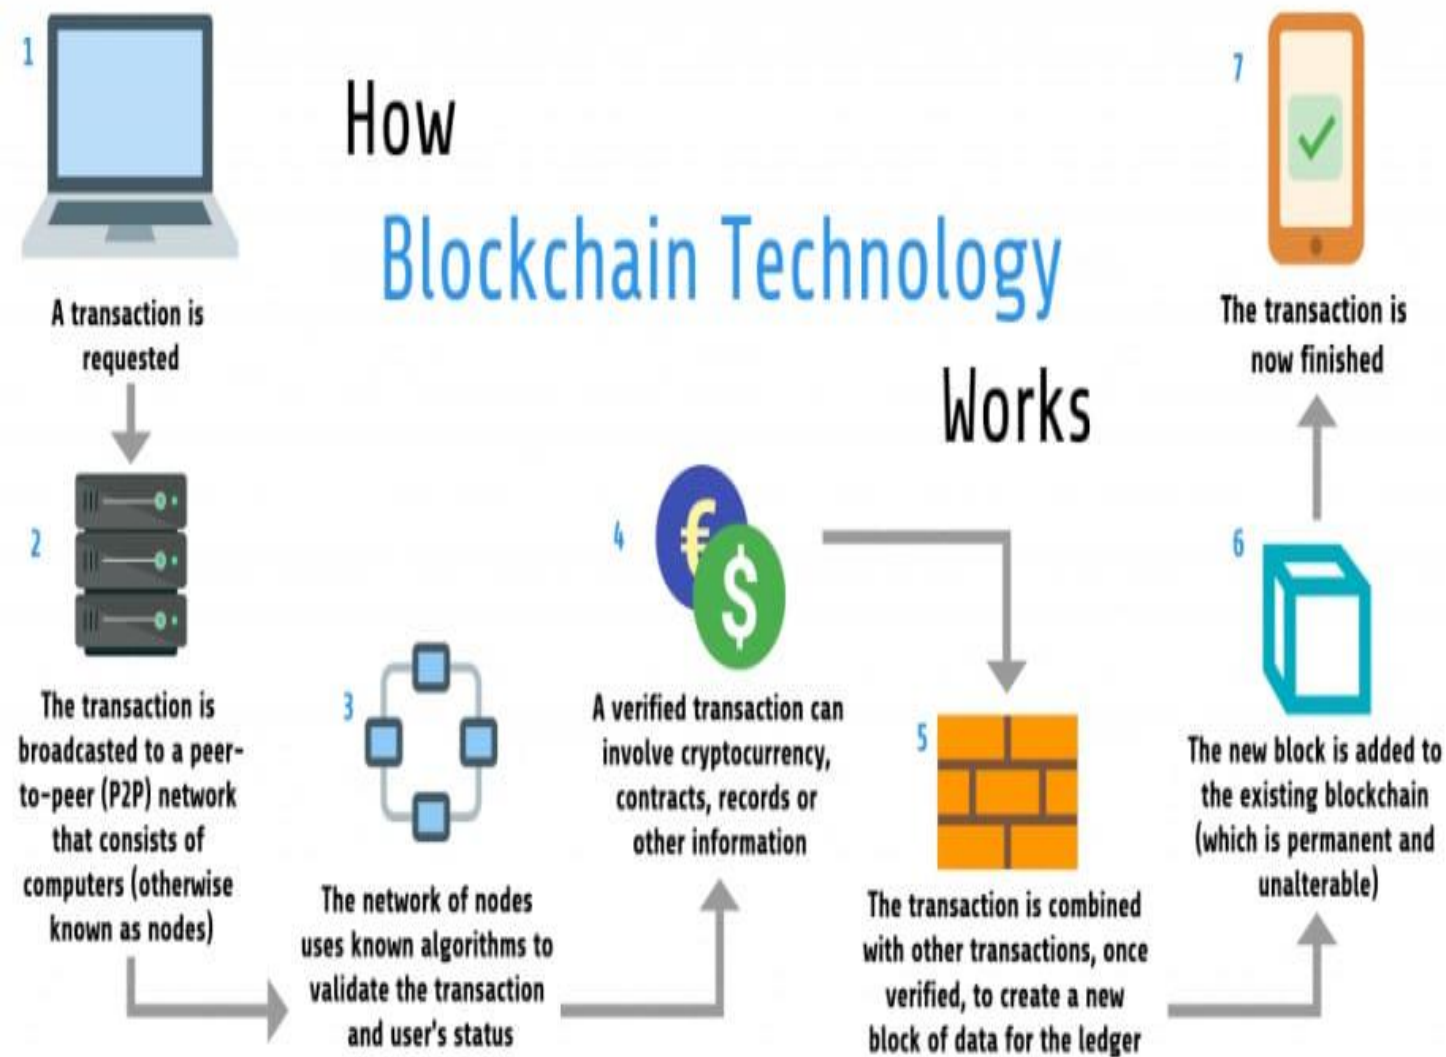 How
Blockchain Technology
Works
1
A transaction is
requested
2
The transaction is
broadcasted to a peer-
to-peer (P2P) network
that consists of
computers (otherwise
known as nodes)
3
The network of nodes
uses known algorithms to
validate the transaction
and user's status
4
€
$
A verified transaction can
involve cryptocurrency,
contracts, records or
other information
5
The transaction is combined
with other transactions, once
verified, to create a new
block of data for the ledger
6
The new block is added to
the existing blockchain
(which is permanent and
unalterable)
7
The transaction is
now finished